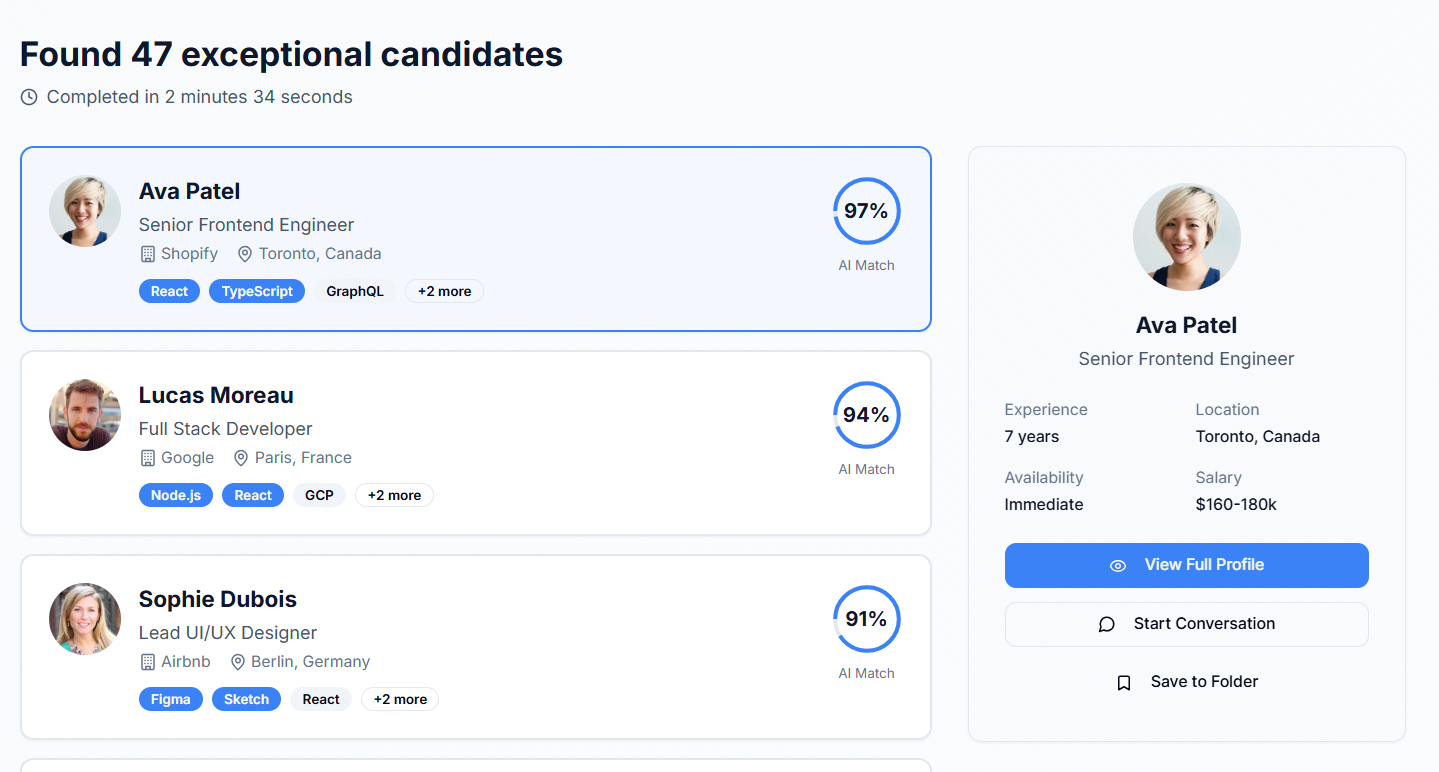 Found 47 exceptional candidates
Completed in 2 minutes 34 seconds
Ava Patel
Senior Frontend Engineer
Shopify Toronto, Canada
React TypeScript GraphQL +2 more
97%
AI Match
Lucas Moreau
Full Stack Developer
Google Paris, France
Node.js React GCP +2 more
94%
AI Match
Sophie Dubois
Lead UI/UX Designer
Airbnb Berlin, Germany
Figma Sketch React +2 more
91%
AI Match
Ava Patel
Senior Frontend Engineer
Experience Location
7 years Toronto, Canada
Availability Salary
Immediate $160-180k
View Full Profile
Start Conversation
Save to Folder